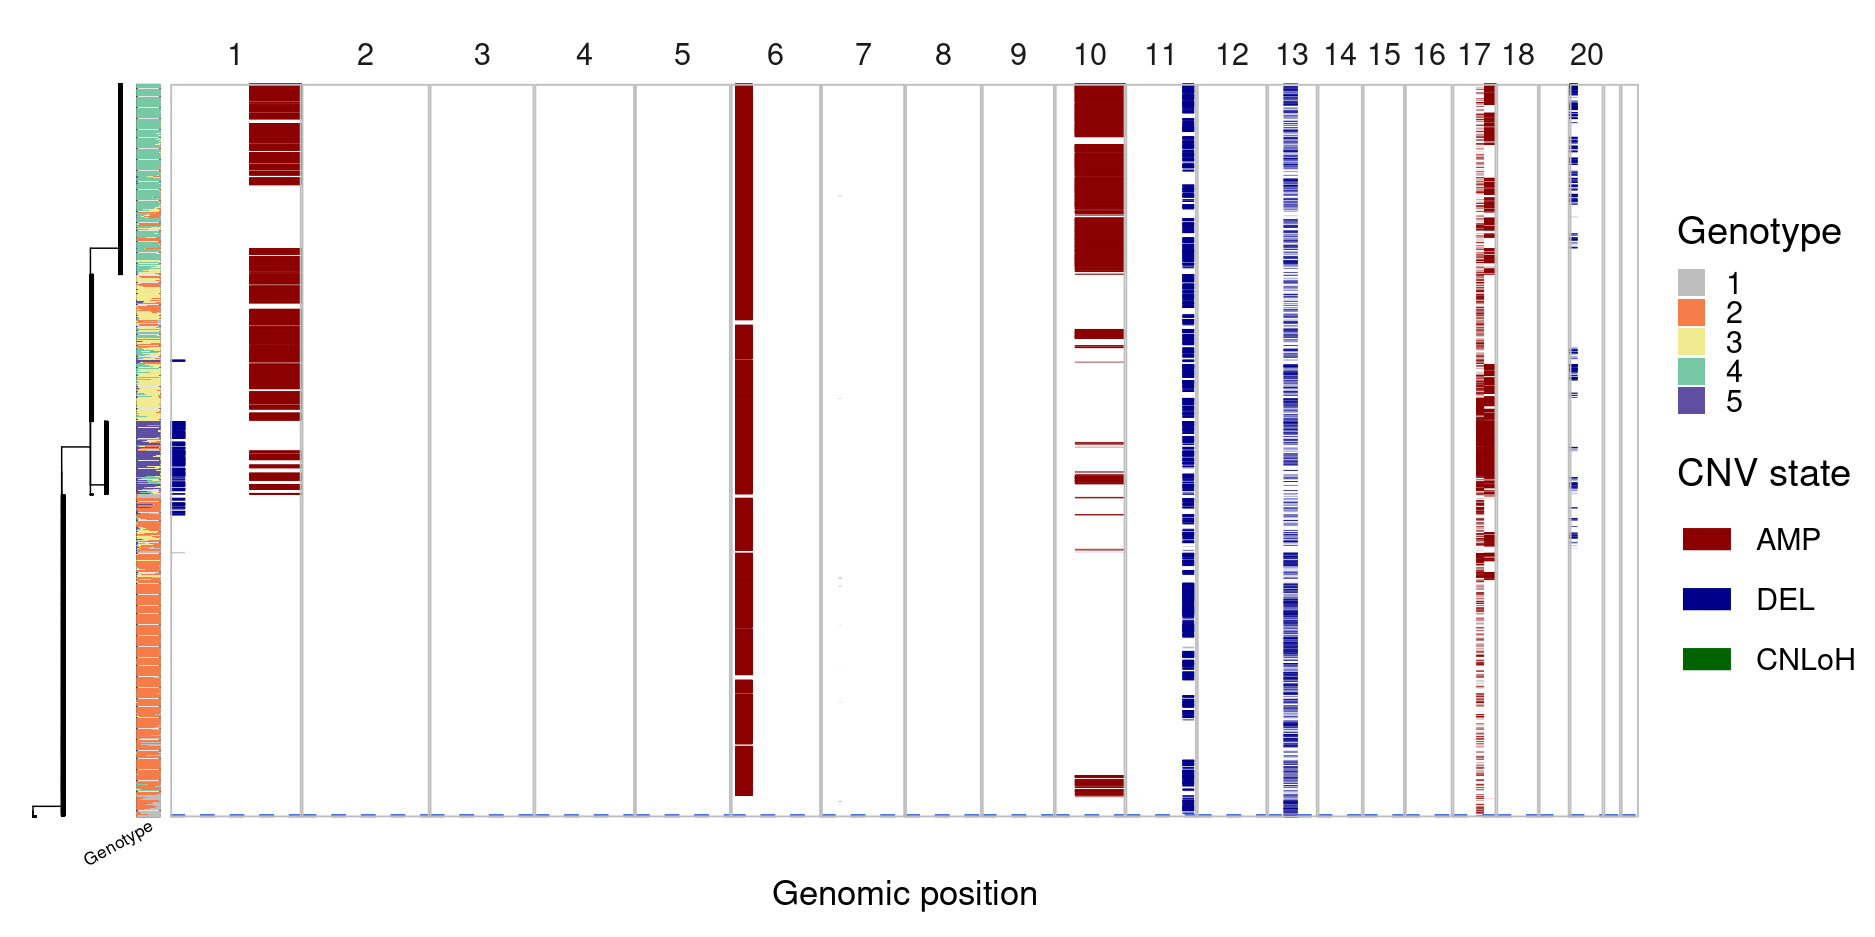 1 2 3 4 5 6 7 8 9 10 11 12 13 14 15 16 17 18 20
Genotype
1
2
3
4
5
CNV state
AMP
DEL
CNLoH
Genotype
Genomic position